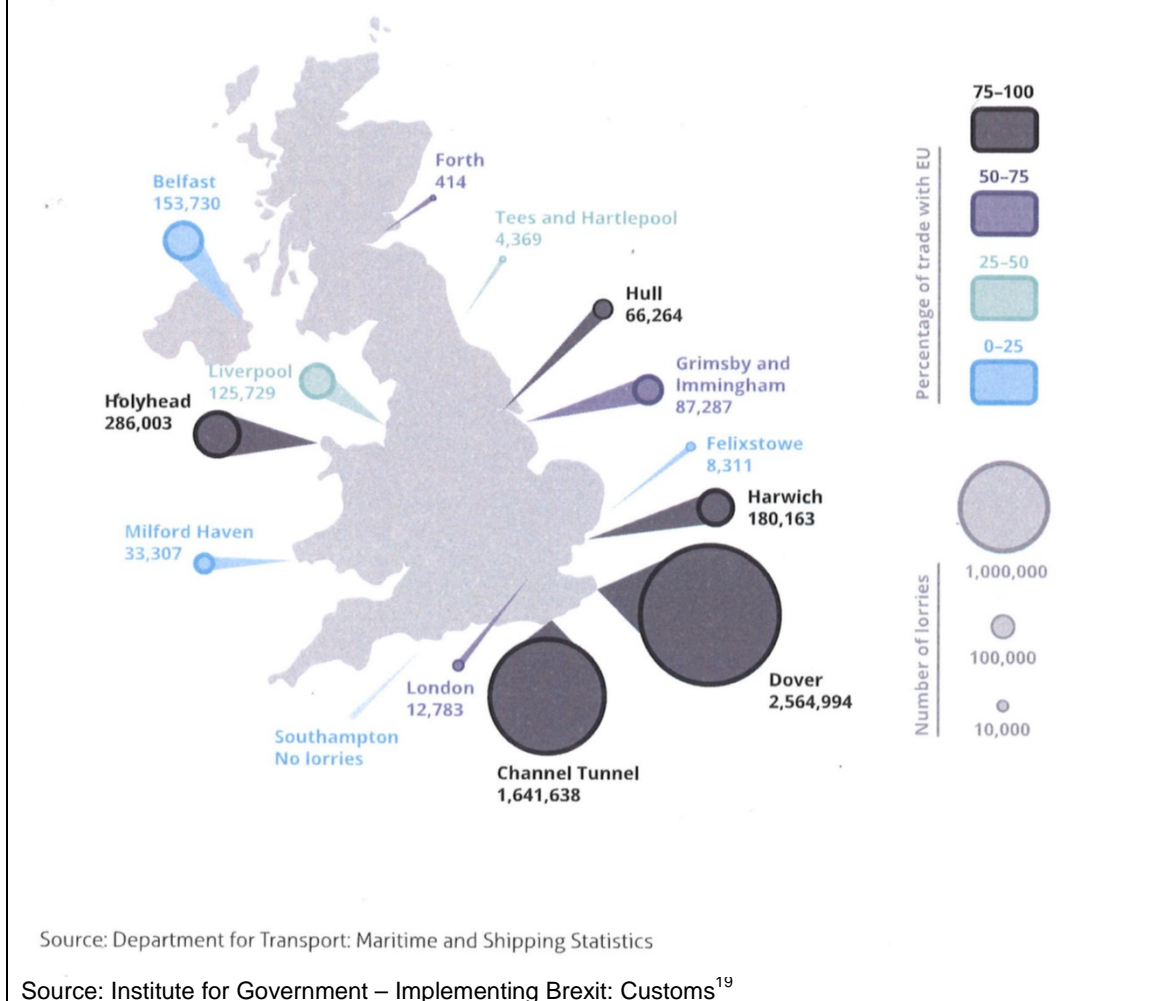 75–100
50–75
25–50
0–25
Percentage of trade with EU
Forth
414
Belfast
153,730
Tees and Hartlepool
4,369
Hull
66,264
Grimsby and
Immingham
87,287
Liverpool
125,729
Holyhead
286,003
Felixstowe
8,311
Harwich
180,163
Milford Haven
33,307
London
12,783
Southampton
No lorries
Dover
2,564,994
Channel Tunnel
1,641,638
Number of lorries
1,000,000
100,000
10,000
Source: Department for Transport: Maritime and Shipping Statistics
Source: Institute for Government – Implementing Brexit: Customs19